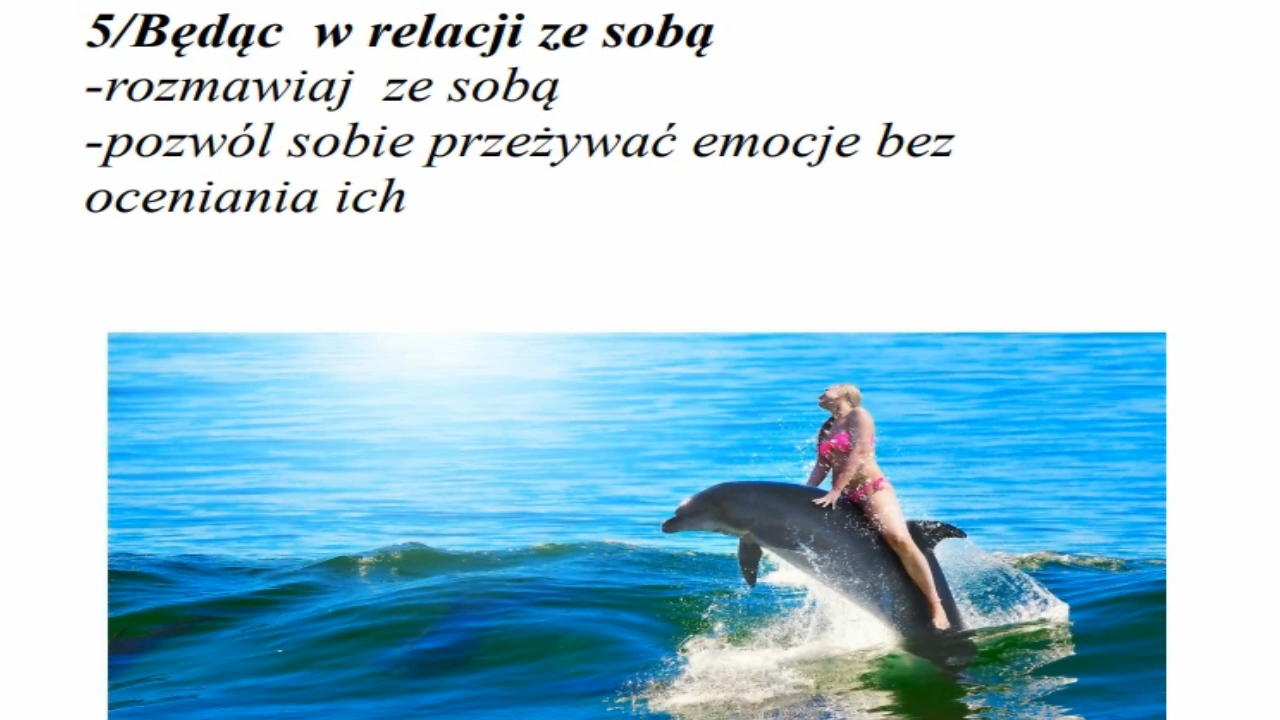 5/Będąc  w relacji ze sobą
-rozmawiaj  ze sobą
-pozwól sobie przeżywać emocje bez
oceniania ich